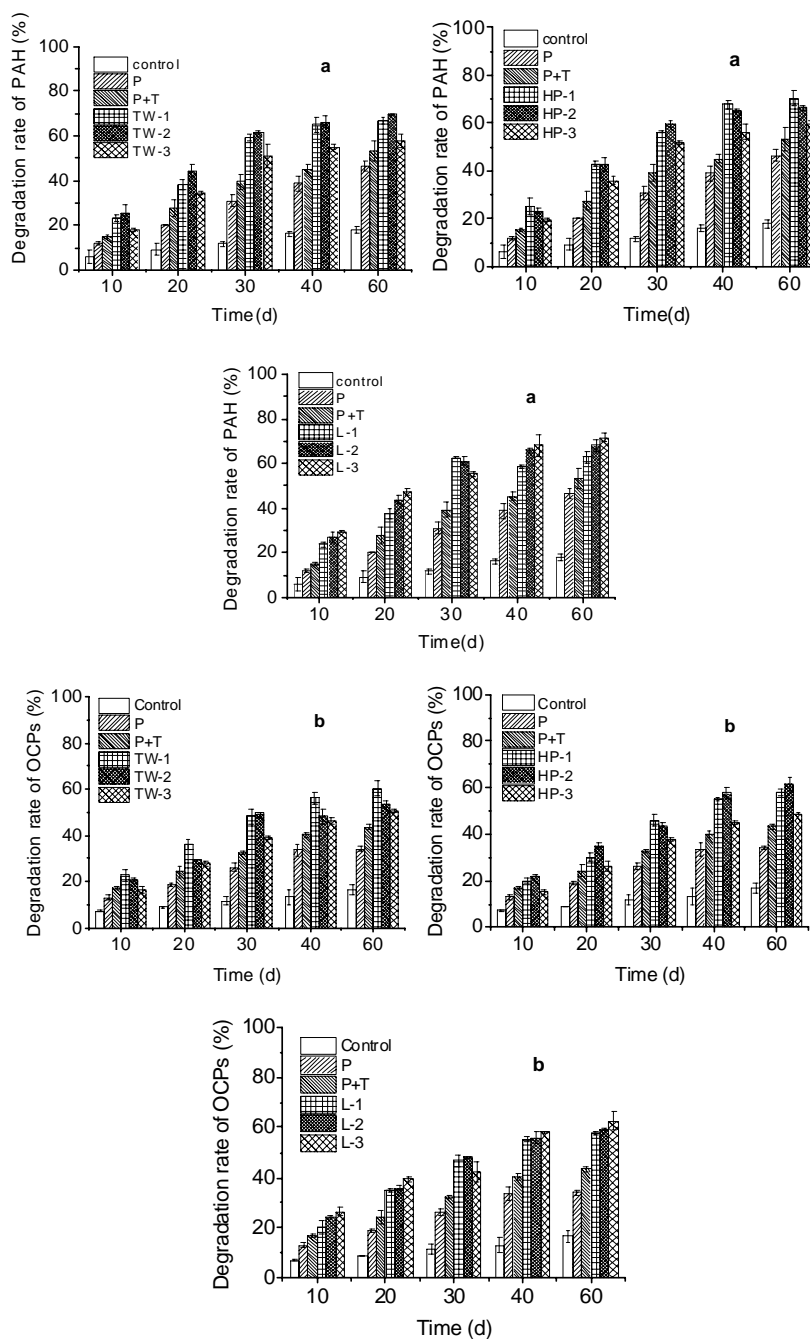 Degradation rate of PAH (%)
100
80
60
40
20
0
control
P
P+T
TW-1
TW-2
TW-3
a
10 20 30 40 60
Time(d)
Degradation rate of PAH (%)
100
80
60
40
20
0
control
P
P+T
HP-1
HP-2
HP-3
a
10 20 30 40 60
Time(d)
Degradation rate of PAH (%)
100
80
60
40
20
0
control
P
P+T
L-1
L-2
L-3
a
10 20 30 40 60
Time(d)
Degradation rate of OCPs (%)
100
80
60
40
20
0
Control
P
P+T
TW-1
TW-2
TW-3
b
10 20 30 40 60
Time (d)
Degradation rate of OCPs (%)
100
80
60
40
20
0
Control
P
P+T
HP-1
HP-2
HP-3
b
10 20 30 40 60
Time (d)
Degradation rate of OCPs (%)
100
80
60
40
20
0
Control
P
P+T
L-1
L-2
L-3
b
10 20 30 40 60
Time (d)